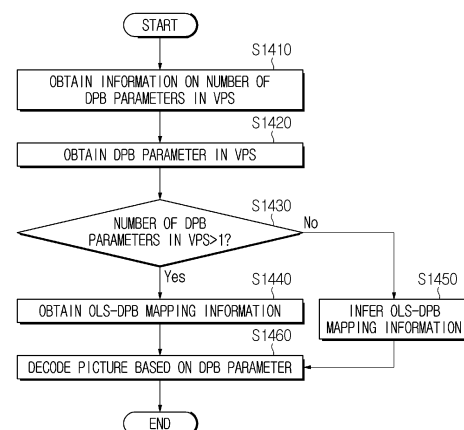 START
S1410
OBTAIN INFORMATION ON NUMBER OF
DPB PARAMETERS IN VPS
S1420
OBTAIN DPB PARAMETER IN VPS
S1430
NUMBER OF DPB
PARAMETERS IN VPS>1?
No
Yes
S1440
OBTAIN OLS-DPB MAPPING INFORMATION
S1450
INFER OLS-DPB
MAPPING INFORMATION
S1460
DECODE PICTURE BASED ON DPB PARAMETER
END